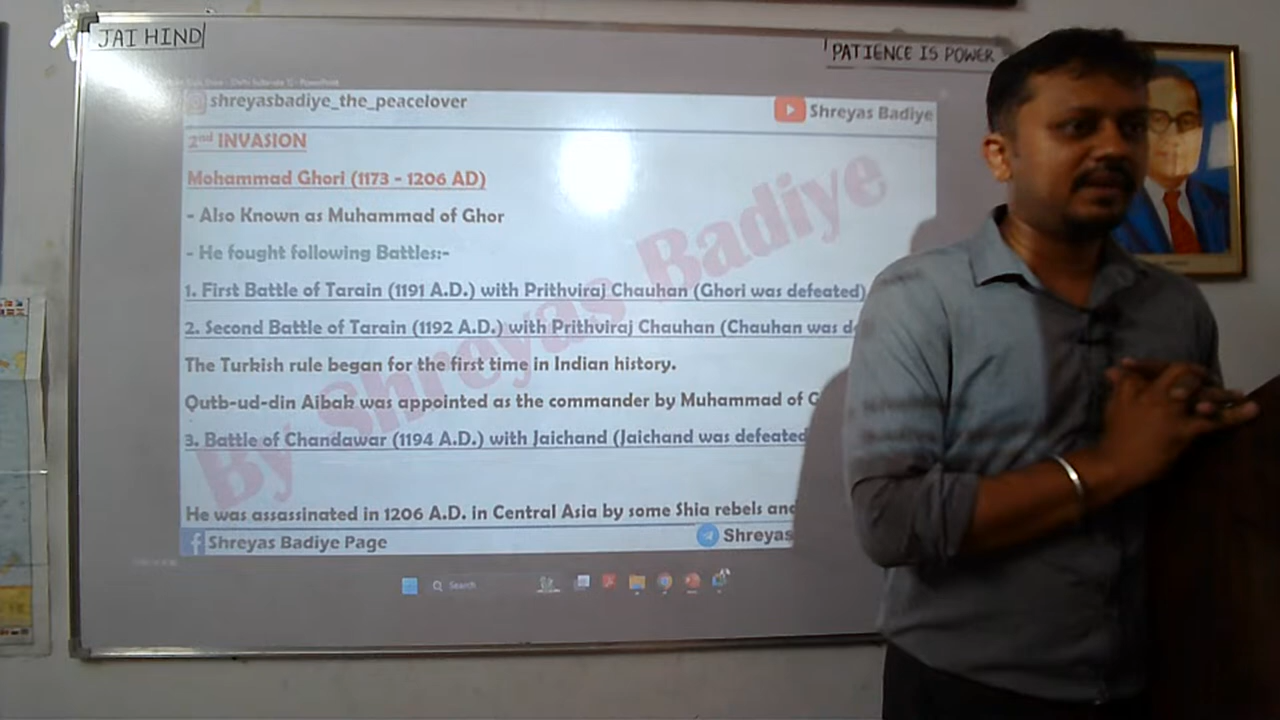 JAI HIND
PATIENCE IS POWER
shreyasbadiye_the_peacelover
Shreyas Badiye
2nd INVASION
Mohammad Ghori (1173 - 1206 AD)
- Also Known as Muhammad of Ghor
- He fought following Battles:-
1. First Battle of Tarain (1191 A.D.) with Prithviraj Chauhan (Ghori was defeated)
2. Second Battle of Tarain (1192 A.D.) with Prithviraj Chauhan (Chauhan was
The Turkish rule began for the first time in Indian history.
Qutb-ud-din Aibak was appointed as the commander by Muhammad of
3. Battle of Chandawar (1194 A.D.) with Jaichand (Jaichand was defeated
He was assassinated in 1206 A.D. in Central Asia by some Shia rebels and
Shreyas Badiye Page
Shreyas
By Shreyas Badiye
Search